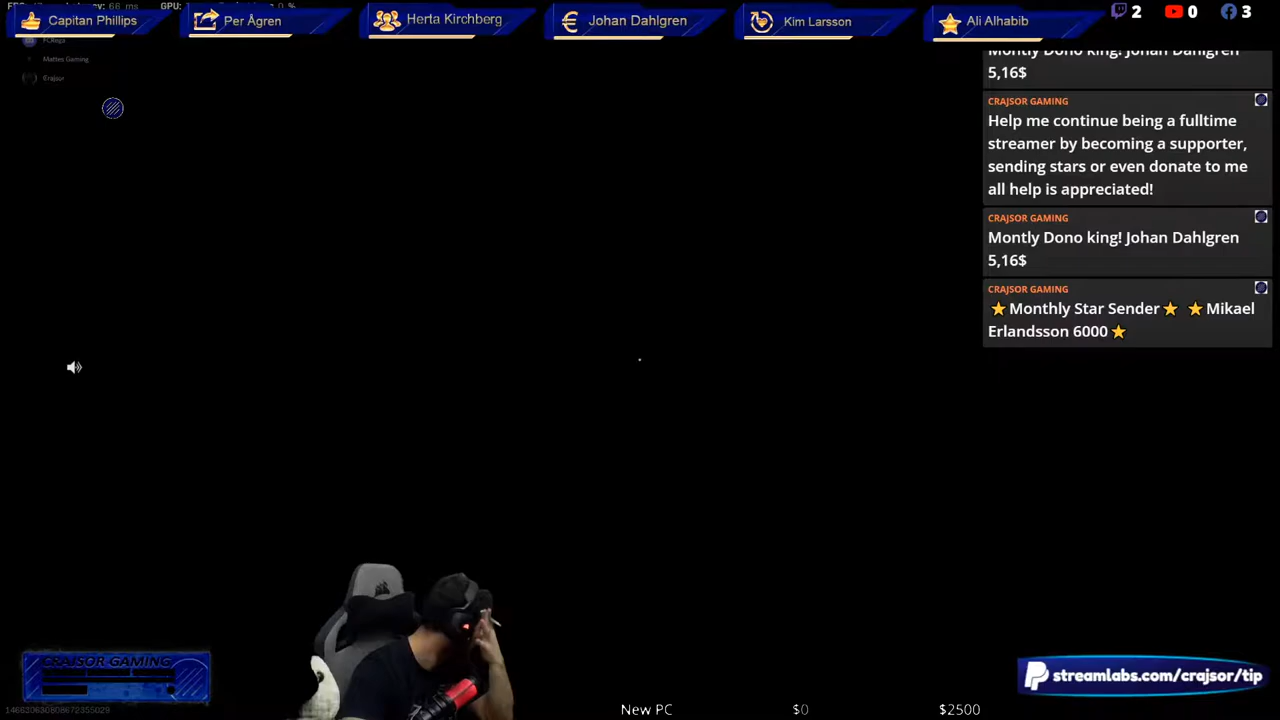 Capitan Phillips
Per Ågren
Herta Kirchberg
Johan Dahlgren
Kim Larsson
Ali Alhabib
2
0
3
Mattes Gaming
Crajsor
Montly Dono king! Johan Dahlgren
5,16$
CRAJSOR GAMING
Help me continue being a fulltime
streamer by becoming a supporter,
sending stars or even donate to me
all help is appreciated!
CRAJSOR GAMING
Montly Dono king! Johan Dahlgren
5,16$
CRAJSOR GAMING
⭐Monthly Star Sender⭐ ⭐Mikael
Erlandsson 6000⭐
CRAJSOR GAMING
streamlabs.com/crajsor/tip
New PC $0 $2500